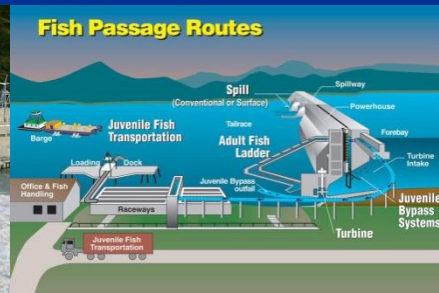 Fish Passage Routes
Spill
(Conventional or Surface)
Spillway
Powerhouse
Tailrace
Forebay
Juvenile Fish
Transportation
Barge
Adult Fish
Ladder
Turbine
Intake
Loading Dock
Office & Fish
Handling
Juvenile Bypass
outfall
Raceways
Juvenile
Bypass
Systems
Turbine
Juvenile Fish
Transportation